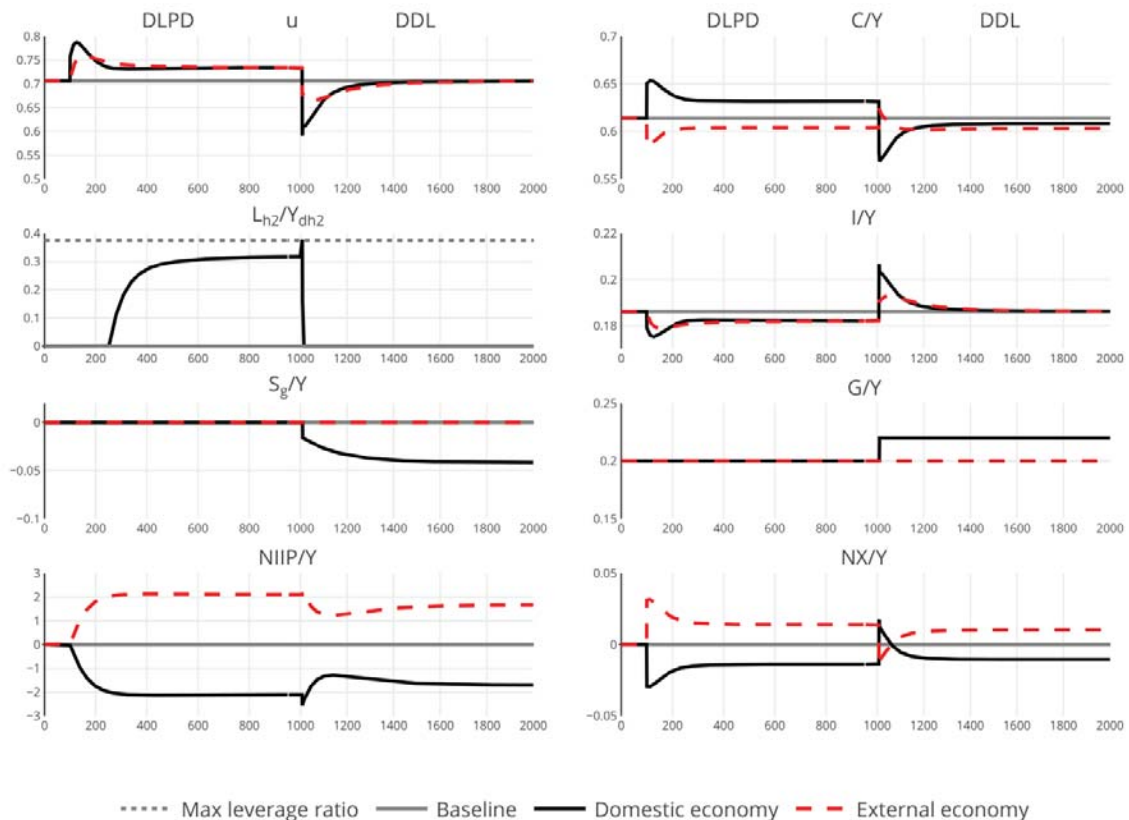 DLPD u DDL
0.8
0.75
0.7
0.65
0.6
0.55
0.5
0 200 400 600 800 1000 1200 1400 1600 1800 2000
DLPD C/Y DDL
0.7
0.65
0.6
0.55
0 200 400 600 800 1000 1200 1400 1600 1800 2000
Lh2/Ydh2
0.4
0.3
0.2
0.1
0
0 200 400 600 800 1000 1200 1400 1600 1800 2000
I/Y
0.22
0.2
0.18
0 200 400 600 800 1000 1200 1400 1600 1800 2000
Sg/Y
0
−0.05
−0.1
0 200 400 600 800 1000 1200 1400 1600 1800 2000
G/Y
0.25
0.2
0.15
0 200 400 600 800 1000 1200 1400 1600 1800 2000
NIIP/Y
3
2
1
0
−1
−2
−3
0 200 400 600 800 1000 1200 1400 1600 1800 2000
NX/Y
0.05
0
−0.05
0 200 400 600 800 1000 1200 1400 1600 1800 2000
Max leverage ratio Baseline Domestic economy External economy